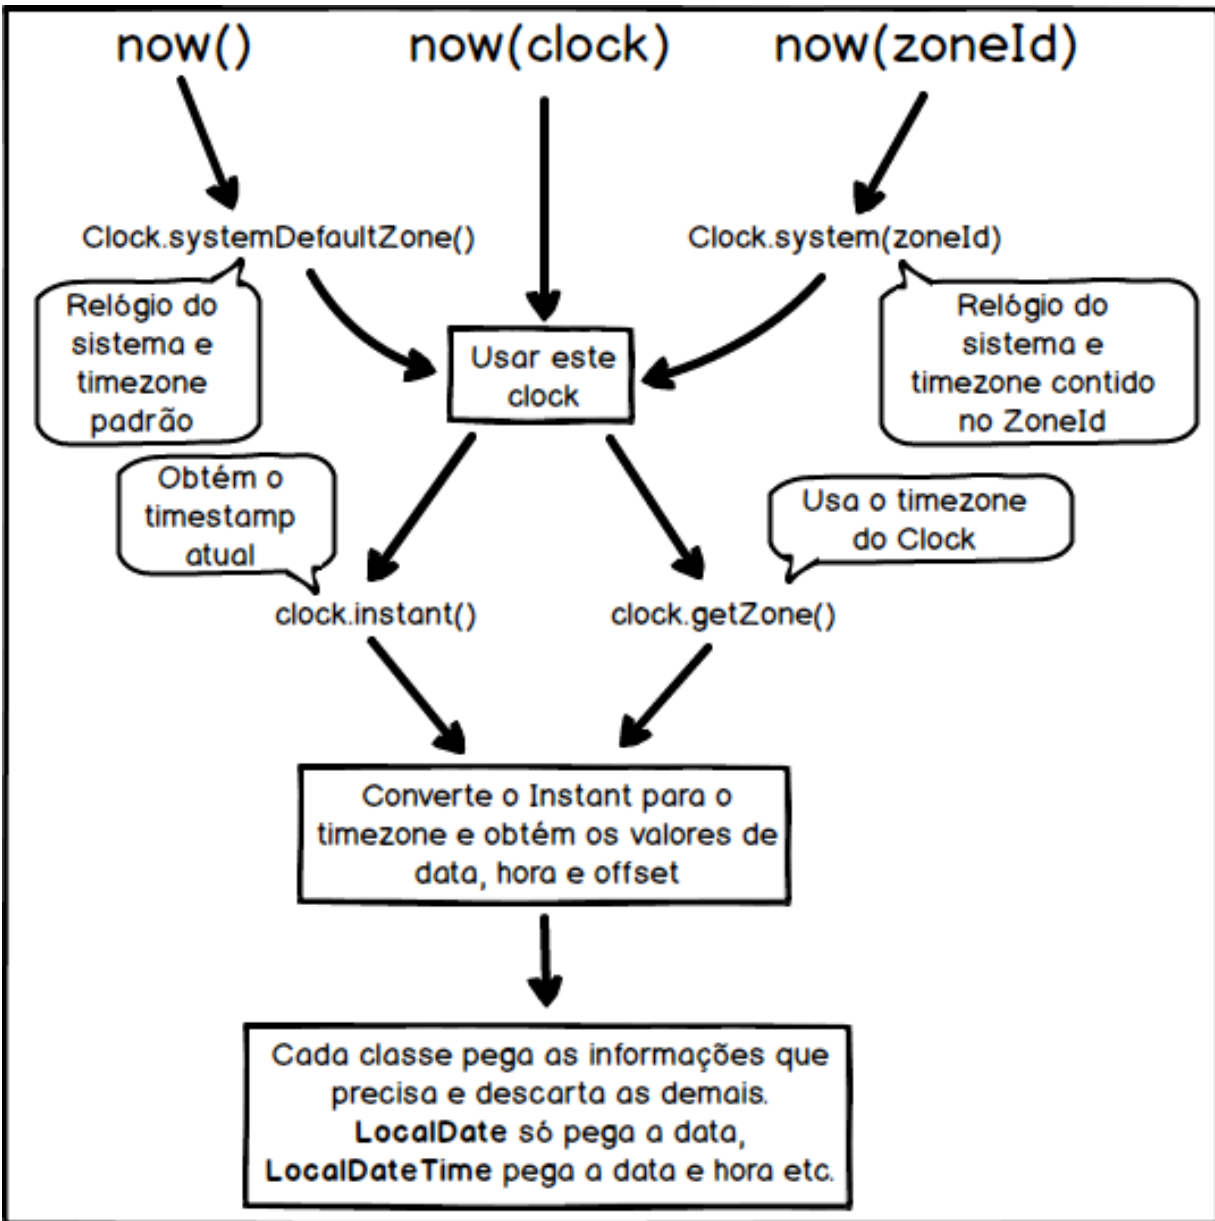 now()
now(clock)
now(zoneId)
Clock.systemDefaultZone()
Clock.system(zoneId)
Relógio do
sistema e
timezone
padrão
Usar este
clock
Relógio do
sistema e
timezone contido
no ZoneId
Obtém o
timestamp
atual
Usa o timezone
do Clock
clock.instant()
clock.getZone()
Converte o Instant para o
timezone e obtém os valores de
data, hora e offset
Cada classe pega as informações que
precisa e descarta as demais.
LocalDate só pega a data,
LocalDateTime pega a data e hora etc.